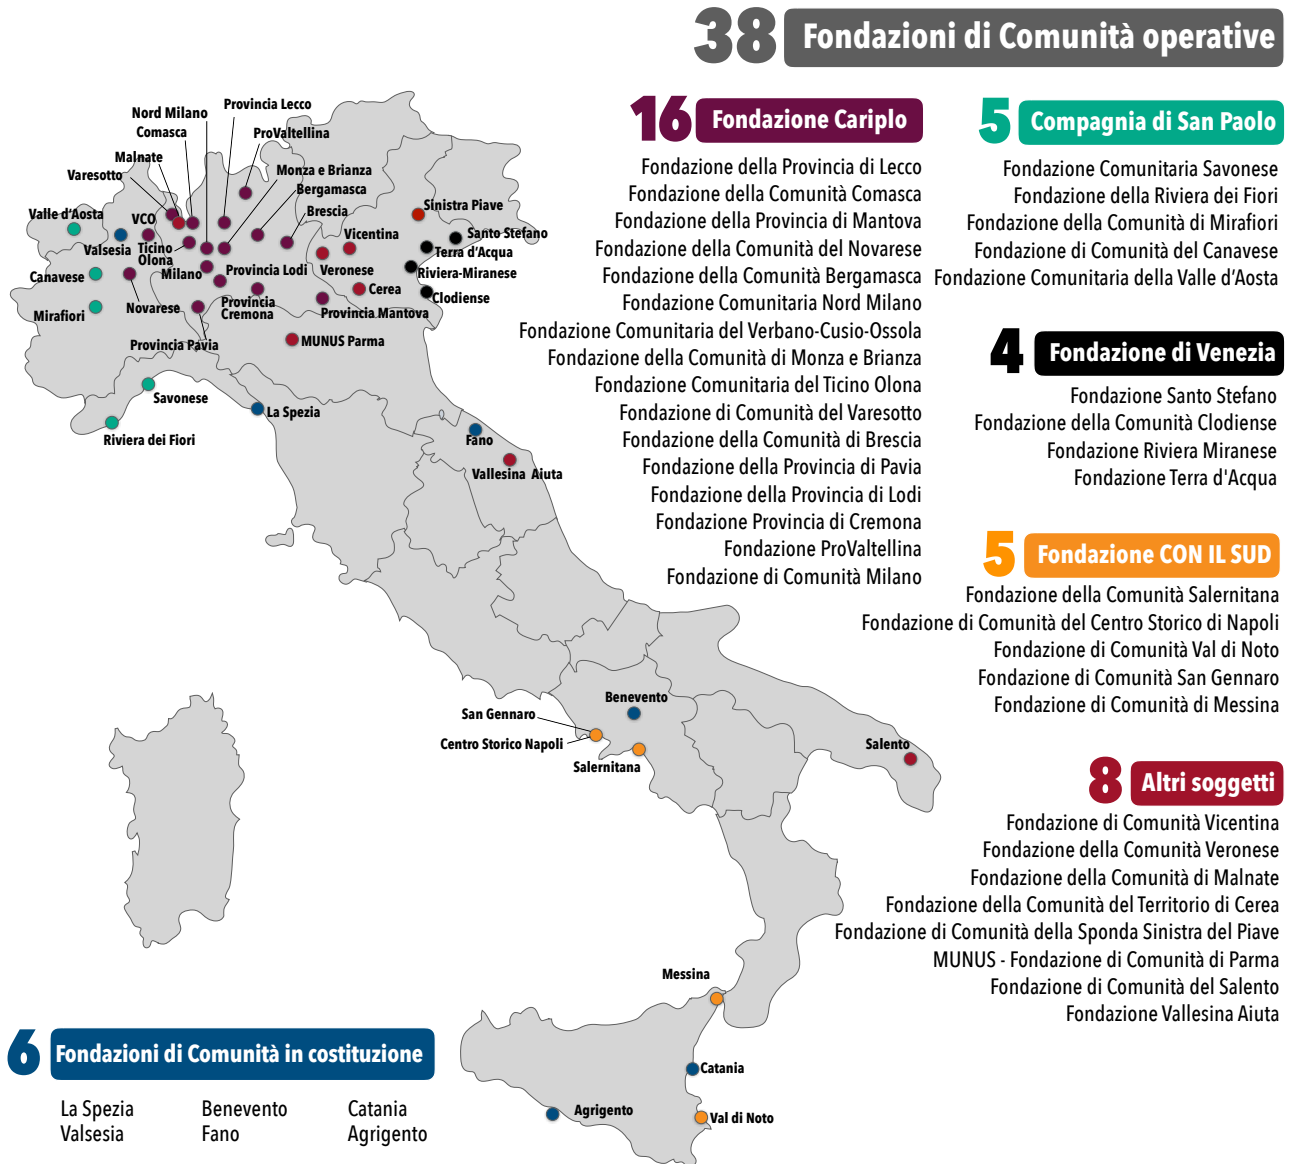 38 Fondazioni di Comunità operative
16 Fondazione Cariplo
Fondazione della Provincia di Lecco
Fondazione della Comunità Comasca
Fondazione della Provincia di Mantova
Fondazione della Comunità del Novarese
Fondazione della Comunità Bergamasca
Fondazione Comunitaria Nord Milano
Fondazione Comunitaria del Verbano-Cusio-Ossola
Fondazione della Comunità di Monza e Brianza
Fondazione Comunitaria del Ticino Olona
Fondazione di Comunità del Varesotto
Fondazione della Comunità di Brescia
Fondazione della Provincia di Pavia
Fondazione della Provincia di Lodi
Fondazione Provincia di Cremona
Fondazione ProValtellina
Fondazione di Comunità Milano
5 Compagnia di San Paolo
Fondazione Comunitaria Savonese
Fondazione della Riviera dei Fiori
Fondazione della Comunità di Mirafiori
Fondazione di Comunità del Canavese
Fondazione Comunitaria della Valle d'Aosta
4 Fondazione di Venezia
Fondazione Santo Stefano
Fondazione della Comunità Clodiense
Fondazione Riviera Miranese
Fondazione Terra d'Acqua
5 Fondazione CON IL SUD
Fondazione della Comunità Salernitana
Fondazione di Comunità del Centro Storico di Napoli
Fondazione di Comunità Val di Noto
Fondazione di Comunità San Gennaro
Fondazione di Comunità di Messina
8 Altri soggetti
Fondazione di Comunità Vicentina
Fondazione della Comunità Veronese
Fondazione della Comunità di Malnate
Fondazione della Comunità del Territorio di Cerea
Fondazione di Comunità della Sponda Sinistra del Piave
MUNUS - Fondazione di Comunità di Parma
Fondazione di Comunità del Salento
Fondazione Vallesina Aiuta
Provincia Lecco
Nord Milano
Comasca
ProValtellina
Malnate
Monza e Brianza
Varesotto
Bergamasca
Brescia
Sinistra Piave
Valle d'Aosta
VCO
Vicentina
Santo Stefano
Valsesia
Ticino
Olona
Terra d'Acqua
Canavese
Milano
Provincia Lodi
Veronese
Riviera-Miranese
Cerea
Clodiense
Mirafiori
Novarese
Provincia
Cremona
Provincia Mantova
Provincia Pavia
MUNUS Parma
Savonese
La Spezia
Riviera dei Fiori
Fano
Vallesina Aiuta
Benevento
San Gennaro
Centro Storico Napoli
Salernitana
Salento
Messina
Catania
Agrigento
Val di Noto
6 Fondazioni di Comunità in costituzione
La Spezia
Valsesia
Benevento
Fano
Catania
Agrigento